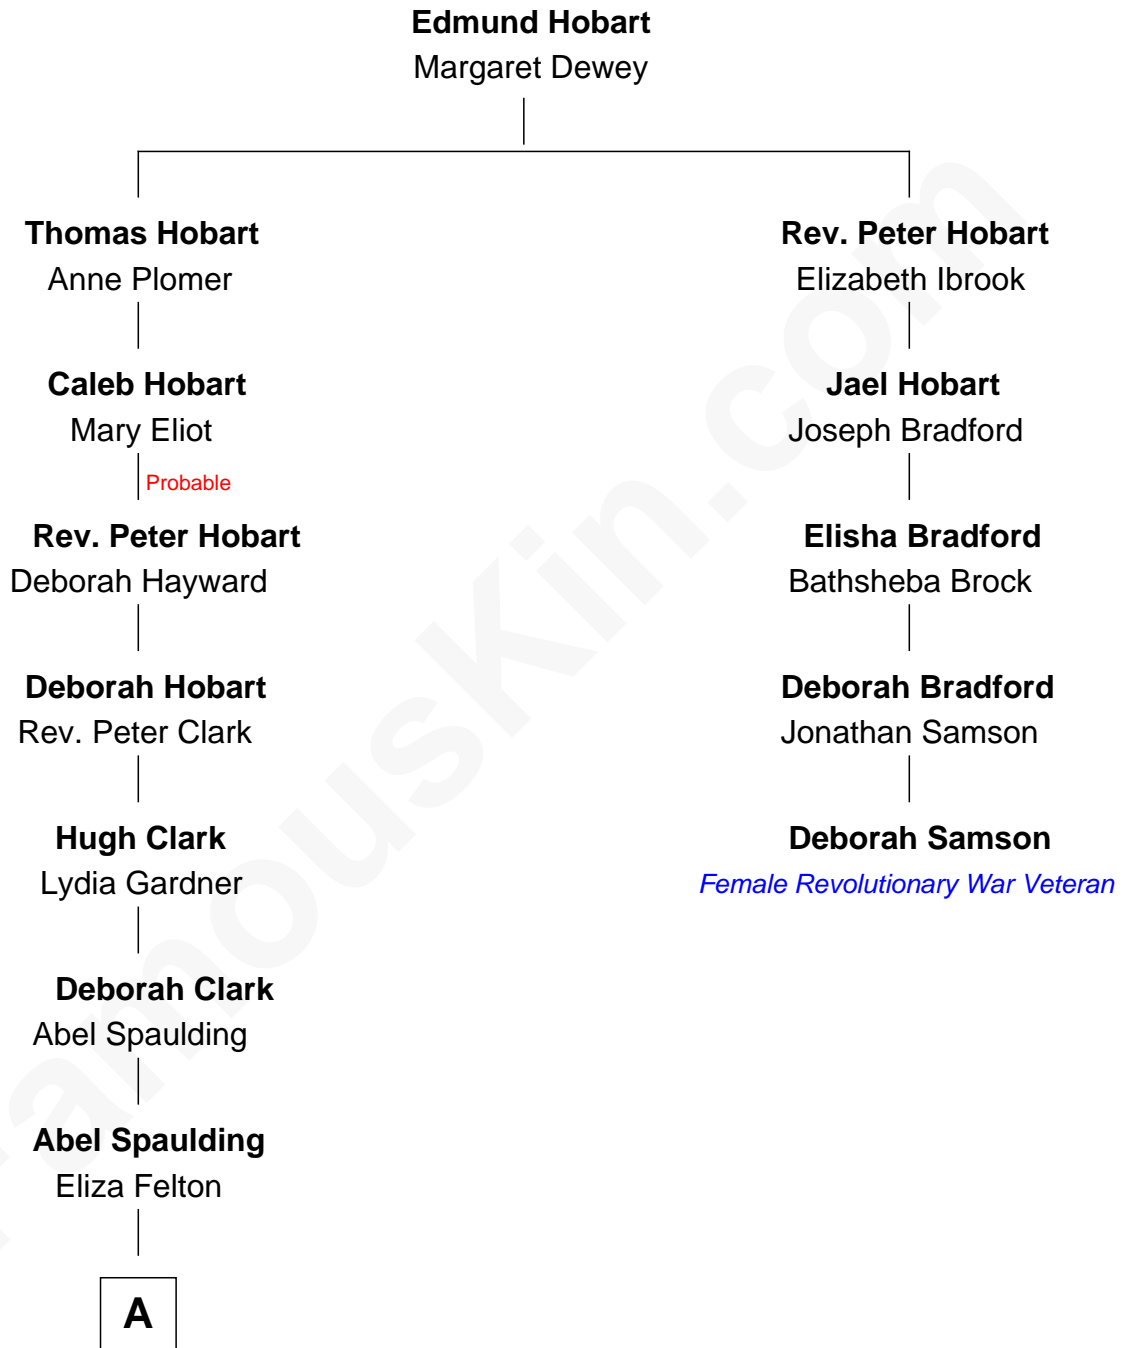 Edmund Hobart
Margaret Dewey
Thomas Hobart
Anne Plomer
Caleb Hobart
Mary Eliot
Probable
Rev. Peter Hobart
Deborah Hayward
Deborah Hobart
Rev. Peter Clark
Hugh Clark
Lydia Gardner
Deborah Clark
Abel Spaulding
Abel Spaulding
Eliza Felton
A
Rev. Peter Hobart
Elizabeth Ibrook
Jael Hobart
Joseph Bradford
Elisha Bradford
Bathsheba Brock
Deborah Bradford
Jonathan Samson
Deborah Samson
Female Revolutionary War Veteran
FamousKin.com